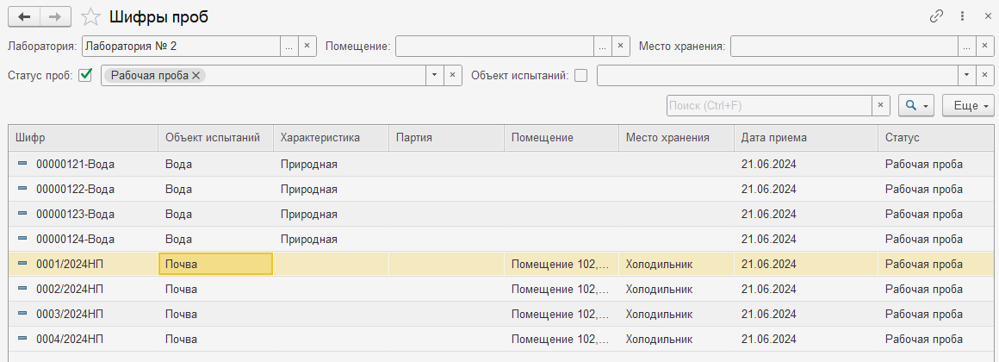 Шифры проб
Лаборатория: Лаборатория № 2 ... × Помещение: ... × Место хранения: ... ×
Статус проб: Рабочая проба × × Объект испытаний: ×
Поиск (Ctrl+F) × Еще
Шифр Объект испытаний Характеристика Партия Помещение Место хранения Дата приема Статус
00000121-Вода Вода Природная 21.06.2024 Рабочая проба
00000122-Вода Вода Природная 21.06.2024 Рабочая проба
00000123-Вода Вода Природная 21.06.2024 Рабочая проба
00000124-Вода Вода Природная 21.06.2024 Рабочая проба
0001/2024НП Почва Помещение 102,... Холодильник 21.06.2024 Рабочая проба
0002/2024НП Почва Помещение 102,... Холодильник 21.06.2024 Рабочая проба
0003/2024НП Почва Помещение 102,... Холодильник 21.06.2024 Рабочая проба
0004/2024НП Почва Помещение 102,... Холодильник 21.06.2024 Рабочая проба